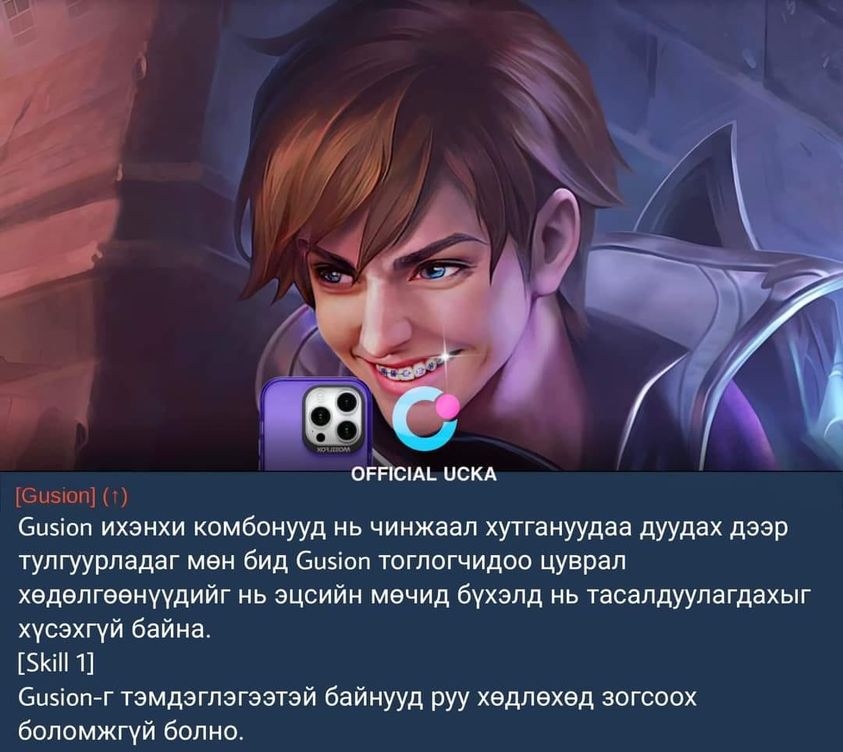 OFFICIAL UCKA
[Gusion] (↑)
Gusion ихэнхи комбонууд нь чинжаал хутгануудаа дуудах дээр
тулгуурладаг мөн бид Gusion тоглогчидоо цуврал
хөдөлгөөнүүдийг нь эцсийн мөчид бүхэлд нь тасалдуулагдахыг
хүсэхгүй байна.
[Skill 1]
Gusion-г тэмдэглэгээтэй байнууд руу хөдлөхөд зогсоох
боломжгүй болно.